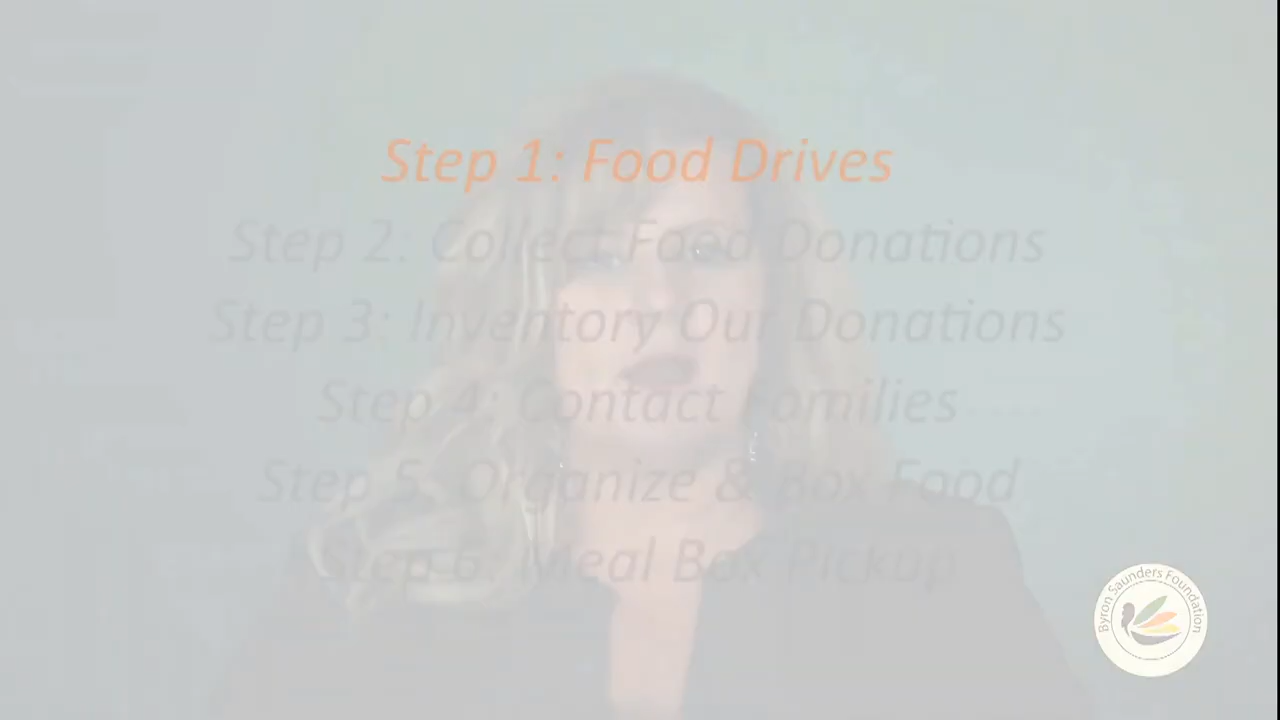 Step 1: Food Drives
Step 2: Collect Food Donations
Step 3: Inventory Our Donations
Step 4: Contact Families
Step 5: Organize & Box Food
Step 6: Meal Box Pickup
Byron Saunders Foundation